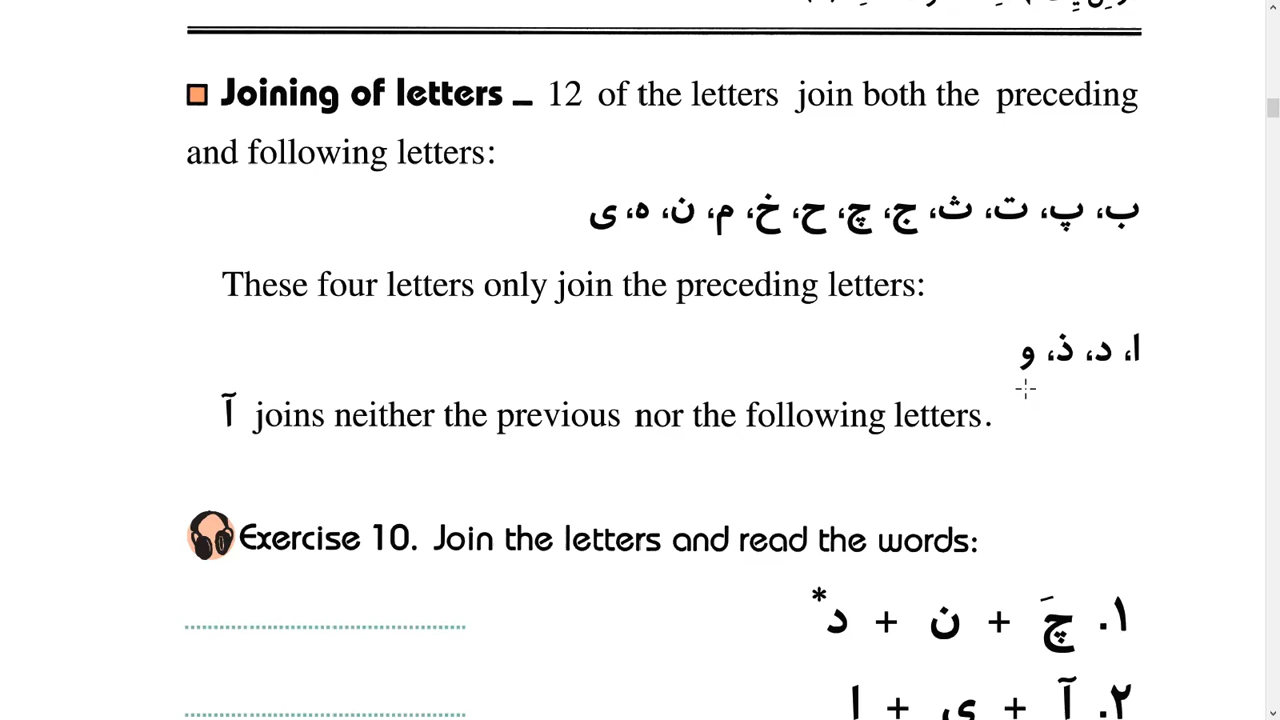 Joining of letters – 12 of the letters join both the preceding
and following letters:
ب، پ، ت، ث، ج، چ، ح، خ، م، ن، ه، ی
These four letters only join the preceding letters:
ا، د، ذ، و
آ joins neither the previous nor the following letters.
Exercise 10. Join the letters and read the words:
۱. چَ + ن + د*
۲. آ + ی + ا